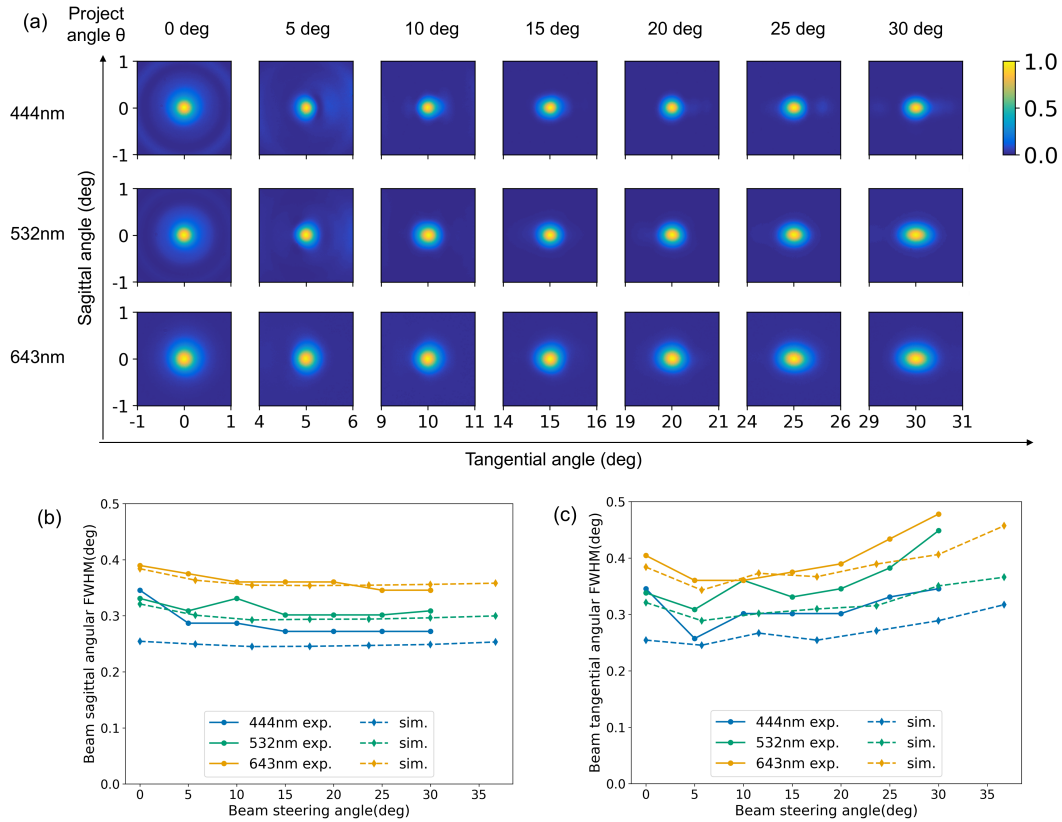 (a)
Project
angle θ
0 deg 5 deg 10 deg 15 deg 20 deg 25 deg 30 deg
444nm
532nm
643nm
Sagittal angle (deg)
1
0
-1
1
0
-1
1
0
-1
-1 0 1 4 5 6 9 10 11 14 15 16 19 20 21 24 25 26 29 30 31
Tangential angle (deg)
1.0
0.5
0.0
(b)
Beam sagittal angular FWHM(deg)
0.5
0.4
0.3
0.2
0.1
0.0
444nm exp. sim.
532nm exp. sim.
643nm exp. sim.
0 5 10 15 20 25 30 35
Beam steering angle(deg)
(c)
Beam tangential angular FWHM(deg)
0.5
0.4
0.3
0.2
0.1
0.0
444nm exp. sim.
532nm exp. sim.
643nm exp. sim.
0 5 10 15 20 25 30 35
Beam steering angle(deg)